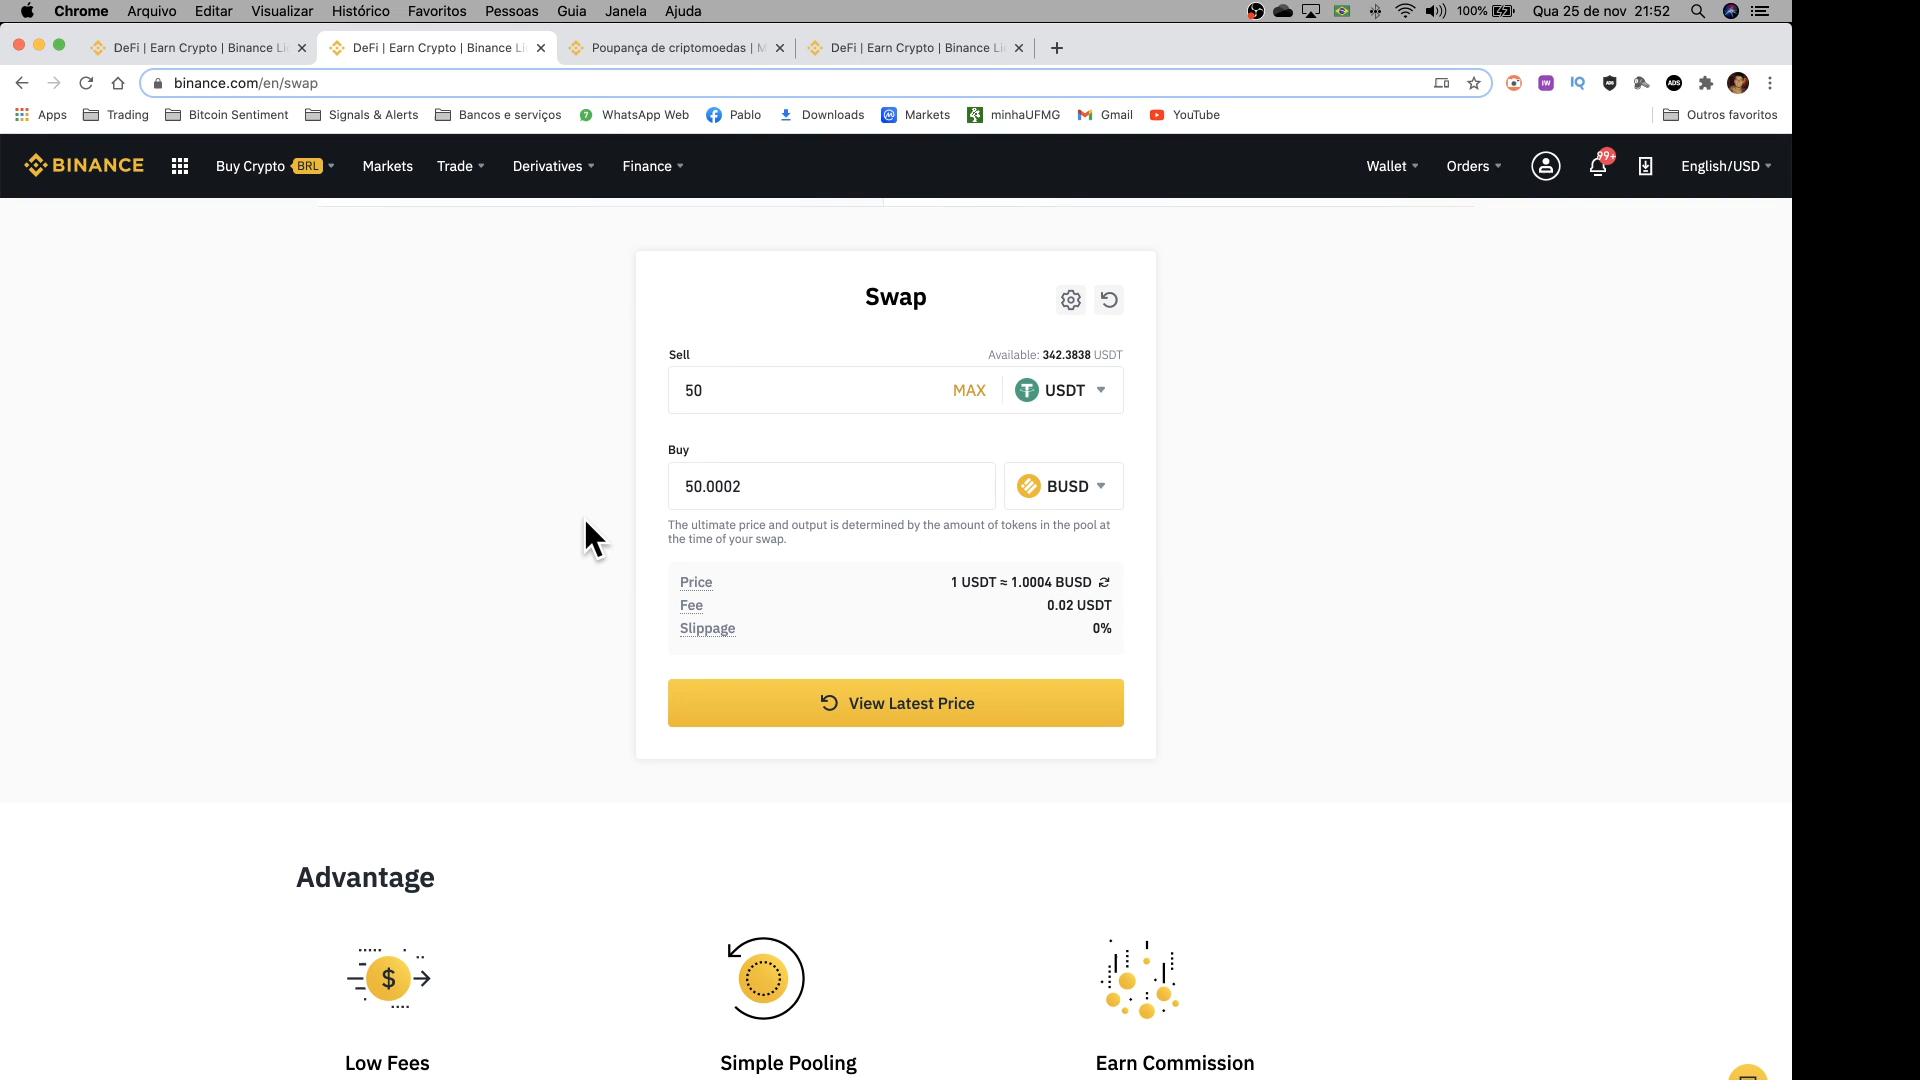 Chrome Arquivo Editar Visualizar Histórico Favoritos Pessoas Guia Janela Ajuda 100% Qua 25 de nov 21:52
DeFi | Earn Crypto | Binance Li DeFi | Earn Crypto | Binance Li Poupança de criptomoedas | M DeFi | Earn Crypto | Binance Li
binance.com/en/swap
Apps Trading Bitcoin Sentiment Signals & Alerts Bancos e serviços WhatsApp Web Pablo Downloads Markets minhaUFMG Gmail YouTube Outros favoritos
BINANCE Buy Crypto BRL Markets Trade Derivatives Finance Wallet Orders 99+ English/USD
Swap
Sell Available: 342.3838 USDT
50 MAX USDT
Buy
50.0002 BUSD
The ultimate price and output is determined by the amount of tokens in the pool at
the time of your swap.
Price 1 USDT ≈ 1.0004 BUSD
Fee 0.02 USDT
Slippage 0%
View Latest Price
Advantage
$
Low Fees Simple Pooling Earn Commission